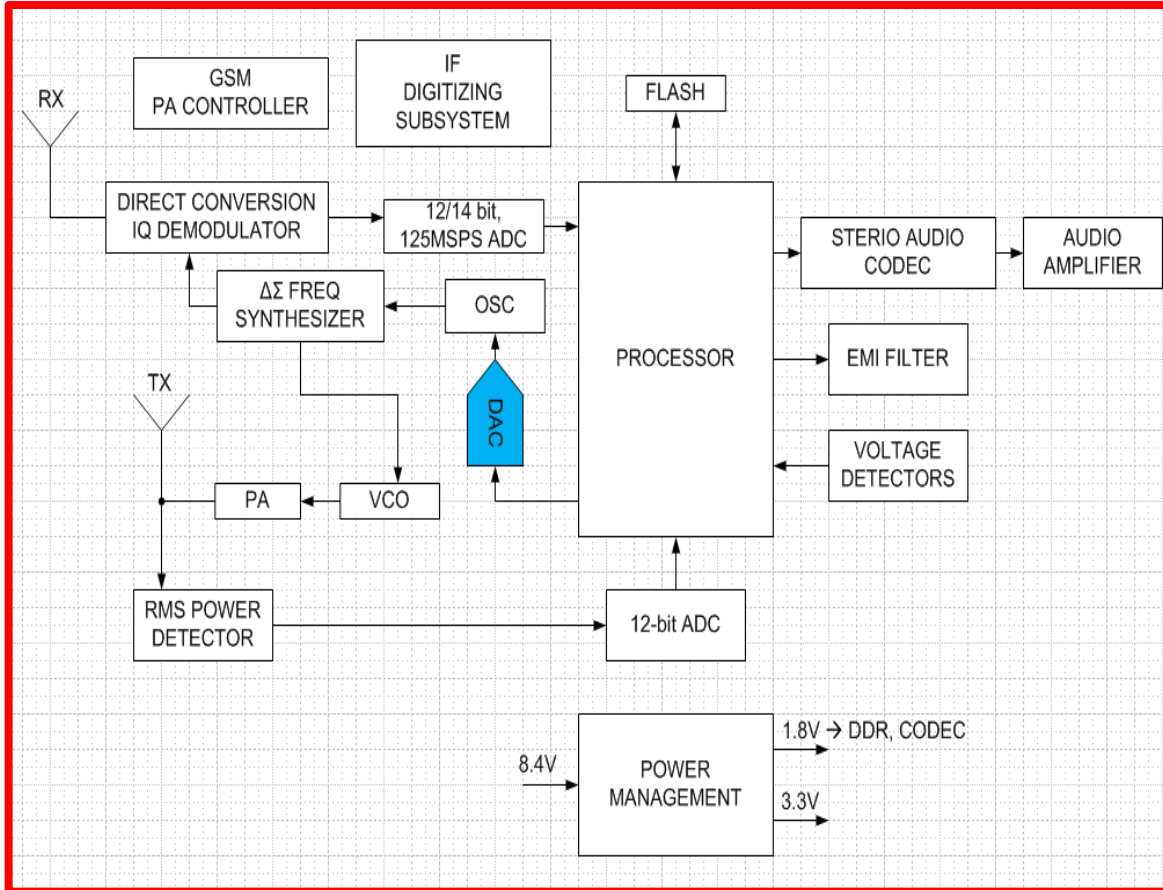 GSM
PA CONTROLLER
IF
DIGITIZING
SUBSYSTEM
FLASH
RX
DIRECT CONVERSION
IQ DEMODULATOR
12/14 bit,
125MSPS ADC
STERIO AUDIO
CODEC
AUDIO
AMPLIFIER
ΔΣ FREQ
SYNTHESIZER
OSC
PROCESSOR
EMI FILTER
TX
DAC
VOLTAGE
DETECTORS
PA
VCO
RMS POWER
DETECTOR
12-bit ADC
8.4V
POWER
MANAGEMENT
1.8V → DDR, CODEC
3.3V